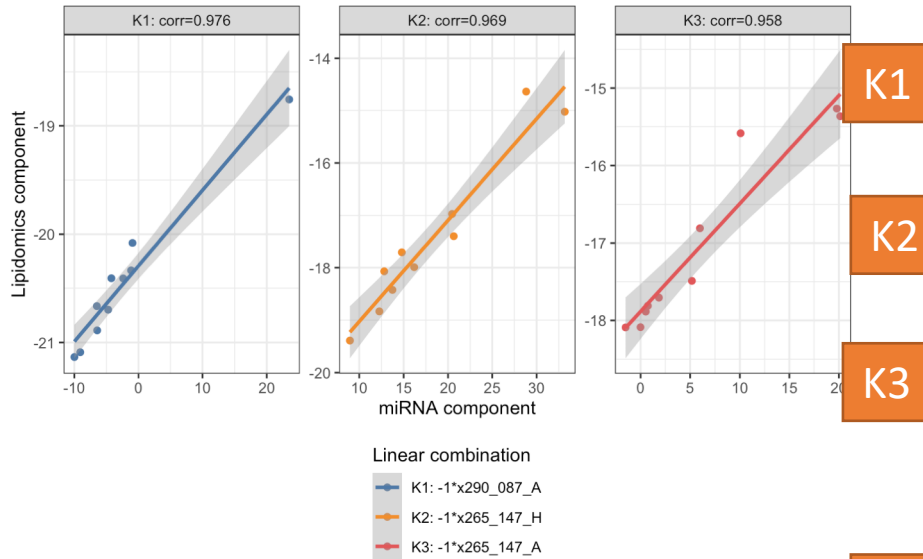 K1: corr=0.976
K2: corr=0.969
K3: corr=0.958
Lipidomics component
-19
-20
-21
-10
0
10
20
-14
-16
-18
-20
10
15
20
25
30
-15
-16
-17
-18
0
5
10
15
20
miRNA component
K1
K2
K3
Linear combination
K1: -1*x290_087_A
K2: -1*x265_147_H
K3: -1*x265_147_A